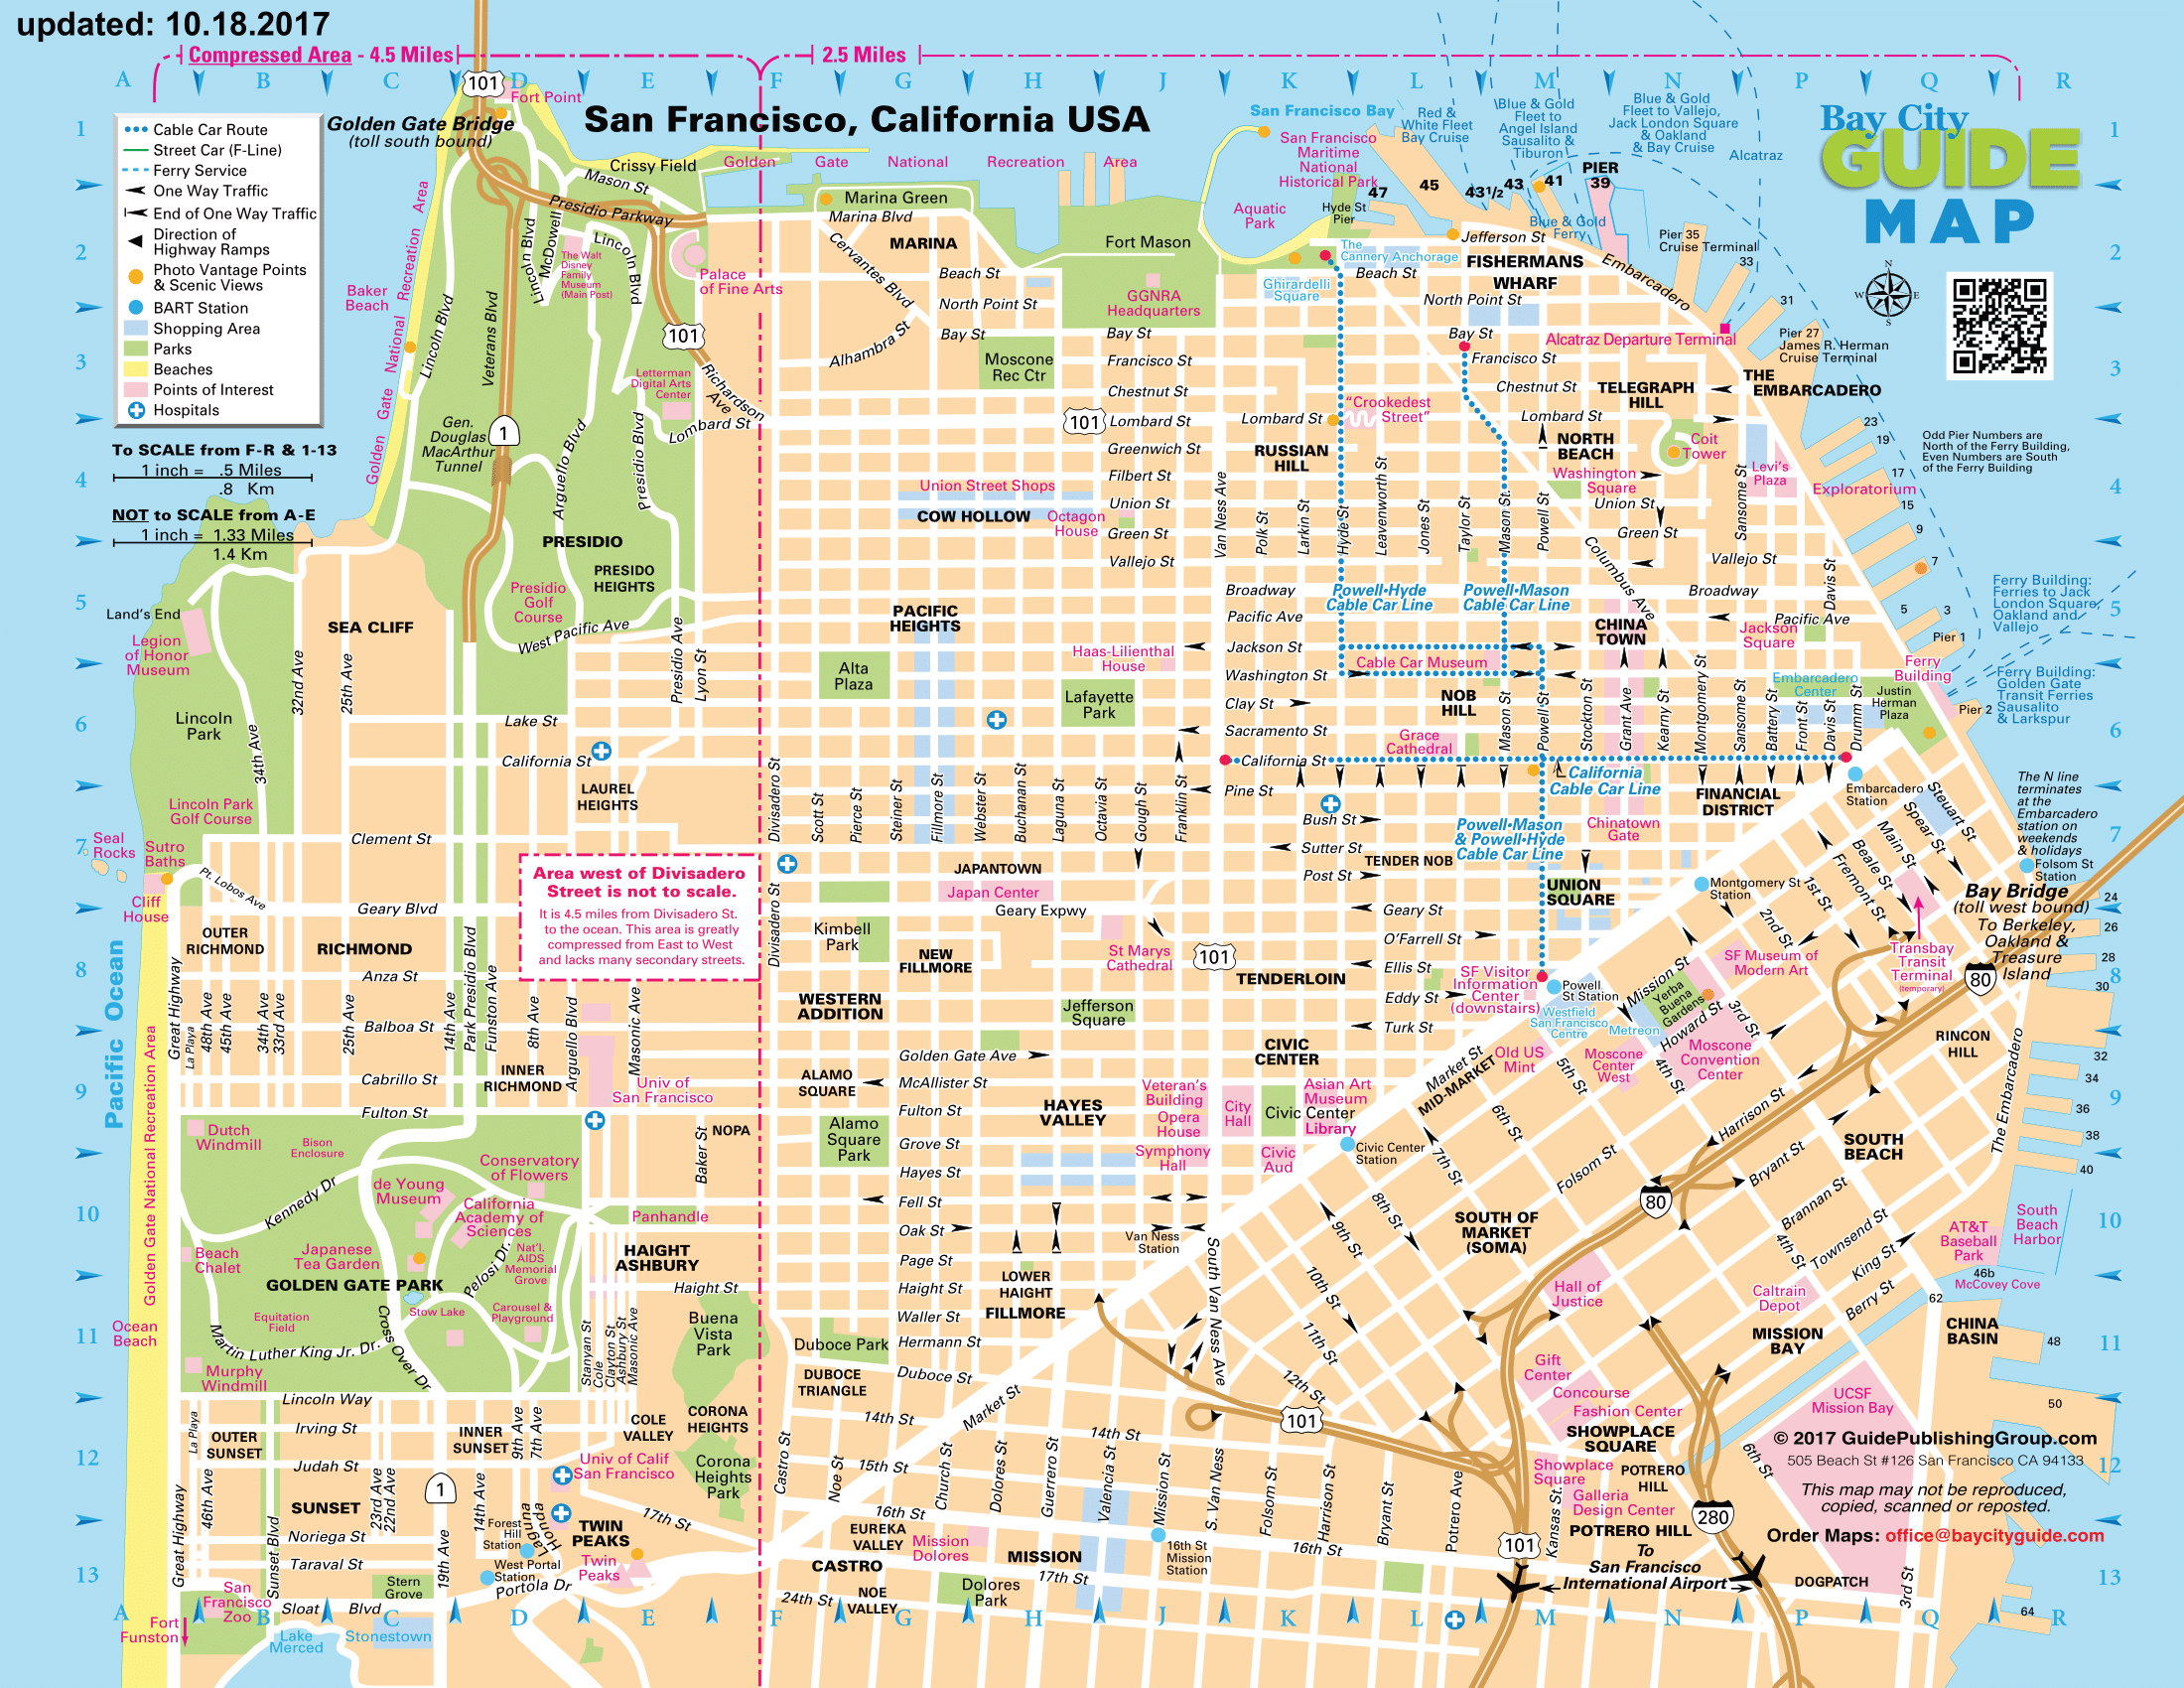 updated: 10.18.2017
Compressed Area - 4.5 Miles
2.5 Miles
A B C D E F G H J K L M N P Q R
San Francisco, California USA
Bay City
GUIDE
MAP
Cable Car Route
Street Car (F-Line)
Ferry Service
One Way Traffic
End of One Way Traffic
Direction of
Highway Ramps
Photo Vantage Points
& Scenic Views
BART Station
Shopping Area
Parks
Beaches
Points of Interest
Hospitals
To SCALE from F-R & 1-13
1 inch = .5 Miles
.8 Km
NOT to SCALE from A-E
1 inch = 1.33 Miles
1.4 Km
101
Fort Point
Golden Gate Bridge
(toll south bound)
Crissy Field
Mason St
Presidio Parkway
Golden Gate National Recreation Area
Marina Green
Marina Blvd
MARINA
Cervantes Blvd
Beach St
North Point St
Bay St
Alhambra St
Moscone
Rec Ctr
Fort Mason
GGNRA
Headquarters
Bay St
Francisco St
Chestnut St
101
Lombard St
Greenwich St
Filbert St
Union St
Green St
Vallejo St
Union Street Shops
COW HOLLOW
Octagon
House
San Francisco Bay
San Francisco
Maritime
National
Historical Park
Aquatic
Park
Hyde St
Pier
47
45
43 1/2
43
41
PIER
39
Red &
White Fleet
Bay Cruise
Blue & Gold
Fleet to
Angel Island
Sausalito &
Tiburon
Blue & Gold
Fleet to Vallejo,
Jack London Square
& Oakland
& Bay Cruise
Alcatraz
Blue & Gold
Ferry
Pier 35
Cruise Terminal
33
31
Pier 27
James R. Herman
Cruise Terminal
The
Cannery
Anchorage
Ghirardelli
Square
Jefferson St
FISHERMANS
WHARF
Beach St
North Point St
Embarcadero
Bay St
Alcatraz Departure Terminal
Francisco St
Chestnut St
TELEGRAPH
HILL
THE
EMBARCADERO
Lombard St
"Crookedest
Street"
Lombard St
RUSSIAN
HILL
NORTH
BEACH
Coit
Tower
Washington
Square
Levi's
Plaza
Exploratorium
23
19
17
15
9
7
5
3
Pier 1
Odd Pier Numbers are
North of the Ferry Building,
Even Numbers are South
of the Ferry Building
Union St
Green St
Vallejo St
Columbus Ave
Sansome St
Davis St
Van Ness Ave
Polk St
Larkin St
Hyde St
Leavenworth St
Jones St
Taylor St
Mason St
Powell St
Broadway
Pacific Ave
Jackson St
Washington St
Clay St
Sacramento St
California St
Pine St
Bush St
Sutter St
Post St
Geary St
O'Farrell St
Ellis St
Eddy St
Turk St
Powell•Hyde
Cable Car Line
Powell•Mason
Cable Car Line
Broadway
Pacific Ave
CHINA
TOWN
Jackson
Square
Cable Car Museum
NOB
HILL
Grace
Cathedral
Embarcadero
Center
Justin
Herman
Plaza
Ferry
Building
Ferry Building:
Ferries to Jack
London Square,
Oakland and
Vallejo
Ferry Building:
Golden Gate
Transit Ferries
Sausalito
& Larkspur
Pier 2
Mason St
Powell St
Stockton St
Grant Ave
Kearny St
Montgomery St
Sansome St
Battery St
Front St
Davis St
Drumm St
California
Cable Car Line
FINANCIAL
DISTRICT
Embarcadero
Station
Chinatown
Gate
Powell•Mason
& Powell•Hyde
Cable Car Line
TENDER NOB
UNION
SQUARE
Montgomery St
Station
The N line
terminates
at the
Embarcadero
station on
weekends
& holidays
Folsom St
Station
Steuart St
Spear St
Main St
Beale St
Fremont St
1st St
2nd St
3rd St
Bay Bridge
(toll west bound)
To Berkeley,
Oakland &
Treasure
Island
80
24
26
28
30
32
34
36
38
40
Transbay
Transit
Terminal
(temporary)
SF Museum of
Modern Art
Mission St
Yerba
Buena
Gardens
Howard St
Moscone
Convention
Center
Moscone
Center
West
Metreon
Westfield
San Francisco
Centre
Powell
St Station
SF Visitor
Information
Center
(downstairs)
Old US
Mint
RINCON
HILL
The Embarcadero
Presidio
Baker
Beach
Golden Gate National Recreation Area
Lincoln Blvd
Veterans Blvd
Lincoln Blvd
McDowell
The Walt
Disney
Family
Museum
(Main Post)
Lincoln Blvd
Palace
of Fine Arts
101
Richardson
Ave
Letterman
Digital Arts
Center
Lombard St
1
Gen.
Douglas
MacArthur
Tunnel
Arguello Blvd
Presidio Blvd
PRESIDIO
PRESIDO
HEIGHTS
Presidio
Golf
Course
West Pacific Ave
Presidio Ave
Lyon St
Land's End
Legion
of Honor
Museum
SEA CLIFF
32nd Ave
25th Ave
Lincoln
Park
34th Ave
Lake St
California St
LAUREL
HEIGHTS
Lincoln Park
Golf Course
Clement St
Seal
Rocks
Sutro
Baths
Cliff
House
Pt. Lobos Ave
Geary Blvd
OUTER
RICHMOND
RICHMOND
Anza St
Area west of Divisadero
Street is not to scale.
It is 4.5 miles from Divisadero St.
to the ocean. This area is greatly
compressed from East to West
and lacks many secondary streets.
PACIFIC
HEIGHTS
Alta
Plaza
Haas-Lilienthal
House
Lafayette
Park
Divisadero St
Scott St
Pierce St
Steiner St
Fillmore St
Webster St
Buchanan St
Laguna St
Octavia St
Gough St
Franklin St
JAPANTOWN
Japan Center
Geary Expwy
Divisadero St
Kimbell
Park
NEW
FILLMORE
St Marys
Cathedral
101
TENDERLOIN
WESTERN
ADDITION
Jefferson
Square
Golden Gate Ave
CIVIC
CENTER
ALAMO
SQUARE
McAllister St
Fulton St
Grove St
Hayes St
Fell St
Oak St
Page St
Haight St
Waller St
Hermann St
Duboce St
Alamo
Square
Park
HAYES
VALLEY
Veteran's
Building
Opera
House
Symphony
Hall
City
Hall
Civic Center
Asian Art
Museum
Library
Civic
Aud
Civic Center
Station
Market St
MID-MARKET
Pacific Ocean
Golden Gate National Recreation Area
Great Highway
La Playa
48th Ave
45th Ave
34th Ave
33rd Ave
25th Ave
14th Ave
Park Presidio Blvd
Funston Ave
8th Ave
Arguello Blvd
Masonic Ave
Balboa St
Cabrillo St
INNER
RICHMOND
Univ of
San Francisco
Fulton St
Dutch
Windmill
Bison
Enclosure
Conservatory
of Flowers
de Young
Museum
California
Academy of
Sciences
Kennedy Dr
Beach
Chalet
Japanese
Tea Garden
Nat'l.
AIDS
Memorial
Grove
Pelosi Dr.
GOLDEN GATE PARK
Equitation
Field
Stow Lake
Carousel &
Playground
Martin Luther King Jr. Dr.
Cross Over Dr
Murphy
Windmill
Ocean
Beach
NOPA
Baker St
Panhandle
HAIGHT
ASHBURY
Haight St
Stanyan St
Cole
Clayton St
Ashbury St
Masonic Ave
Buena
Vista
Park
Lincoln Way
Irving St
Judah St
La Playa
OUTER
SUNSET
INNER
SUNSET
9th Ave
7th Ave
COLE
VALLEY
CORONA
HEIGHTS
Univ of Calif
San Francisco
Corona
Heights
Park
Great Highway
46th Ave
Sunset Blvd
SUNSET
23rd Ave
22nd Ave
1
19th Ave
14th Ave
Noriega St
Taraval St
Forest
Hill
Station
Laguna
Honda
West Portal
Station
Portola Dr
TWIN
PEAKS
Twin
Peaks
17th St
San
Francisco
Zoo
Sloat Blvd
Stern
Grove
Fort
Funston
Lake
Merced
Stonestown
Duboce Park
DUBOCE
TRIANGLE
LOWER
HAIGHT
FILLMORE
Van Ness
Station
South Van Ness Ave
Market St
14th St
14th St
15th St
16th St
Castro St
Noe St
Church St
Dolores St
Guerrero St
Valencia St
Mission St
S. Van Ness
Folsom St
Harrison St
Bryant St
Potrero Ave
Kansas St.
EUREKA
VALLEY
CASTRO
NOE
VALLEY
24th St
Mission
Dolores
MISSION
17th St
Dolores
Park
16th St
Mission
Station
16th St
101
4th St
5th St
6th St
7th St
8th St
9th St
10th St
11th St
12th St
Folsom St
Harrison St
Bryant St
Brannan St
Townsend St
4th St
King St
Berry St
80
SOUTH OF
MARKET
(SOMA)
SOUTH
BEACH
AT&T
Baseball
Park
South
Beach
Harbor
46b
McCovey Cove
Hall of
Justice
Caltrain
Depot
62
CHINA
BASIN
48
50
MISSION
BAY
Gift
Center
Concourse
Fashion Center
SHOWPLACE
SQUARE
Showplace
Square
Galleria
Design Center
POTRERO
HILL
POTRERO HILL
To
San Francisco
International Airport
101
280
6th St
UCSF
Mission Bay
© 2017 GuidePublishingGroup.com
505 Beach St #126 San Francisco CA 94133
This map may not be reproduced,
copied, scanned or reposted.
Order Maps: office@baycityguide.com
DOGPATCH
3rd St
64
N
W E
S
1 2 3 4 5 6 7 8 9 10 11 12 13
1 2 3 4 5 6 7 8 9 10 11 12 13
A B C D E F G H J K L M N P Q R